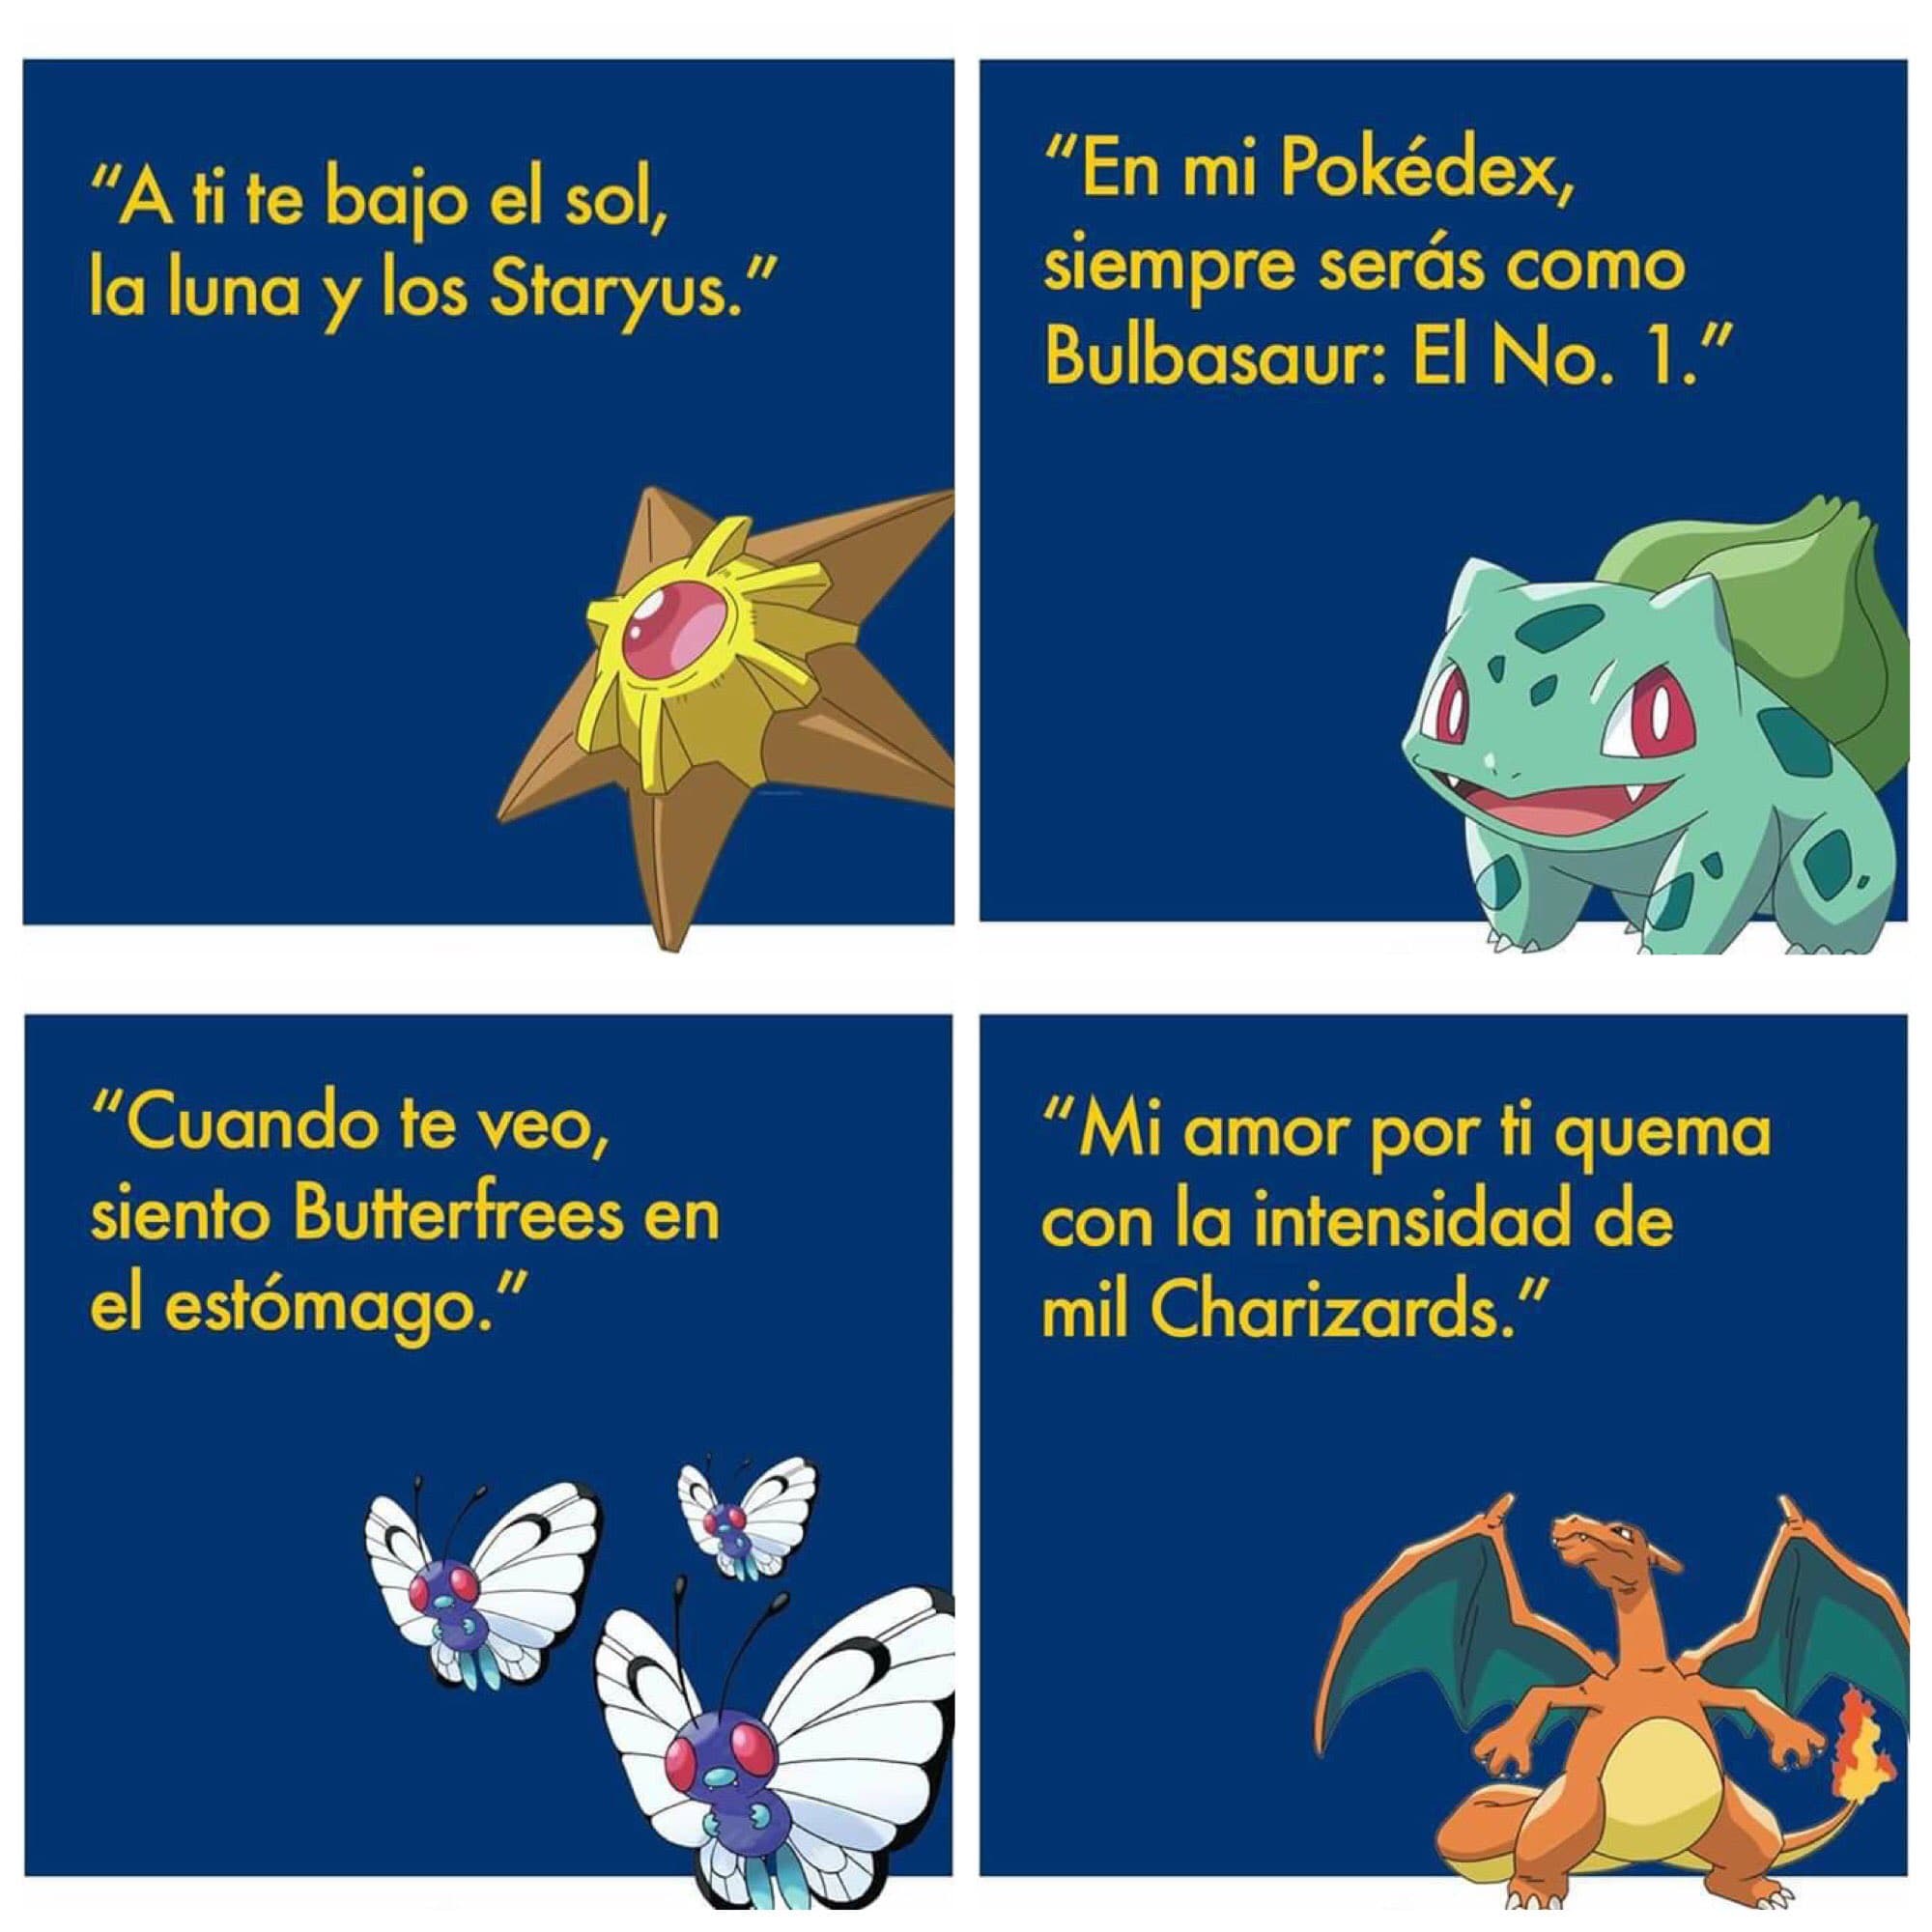 “A ti te bajo el sol,
la luna y los Staryus.”
“En mi Pokédex,
siempre serás como
Bulbasaur: El No. 1.”
“Cuando te veo,
siento Butterfrees en
el estómago.”
“Mi amor por ti quema
con la intensidad de
mil Charizards.”